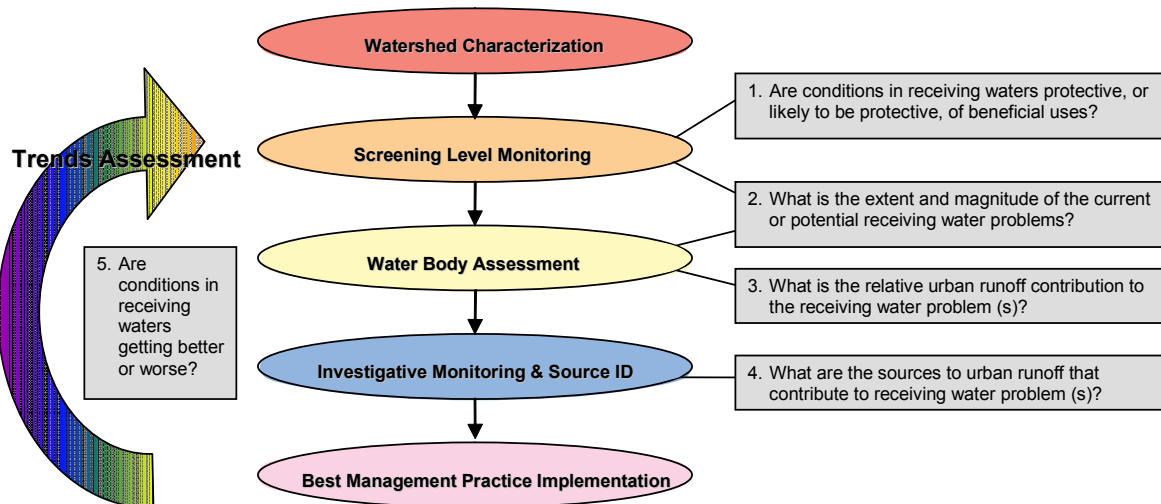 Watershed Characterization
1. Are conditions in receiving waters protective, or
likely to be protective, of beneficial uses?
Trends Assessment
Screening Level Monitoring
2. What is the extent and magnitude of the current
or potential receiving water problems?
5. Are
conditions in
receiving
waters
getting better
or worse?
Water Body Assessment
3. What is the relative urban runoff contribution to
the receiving water problem (s)?
Investigative Monitoring & Source ID
4. What are the sources to urban runoff that
contribute to receiving water problem (s)?
Best Management Practice Implementation